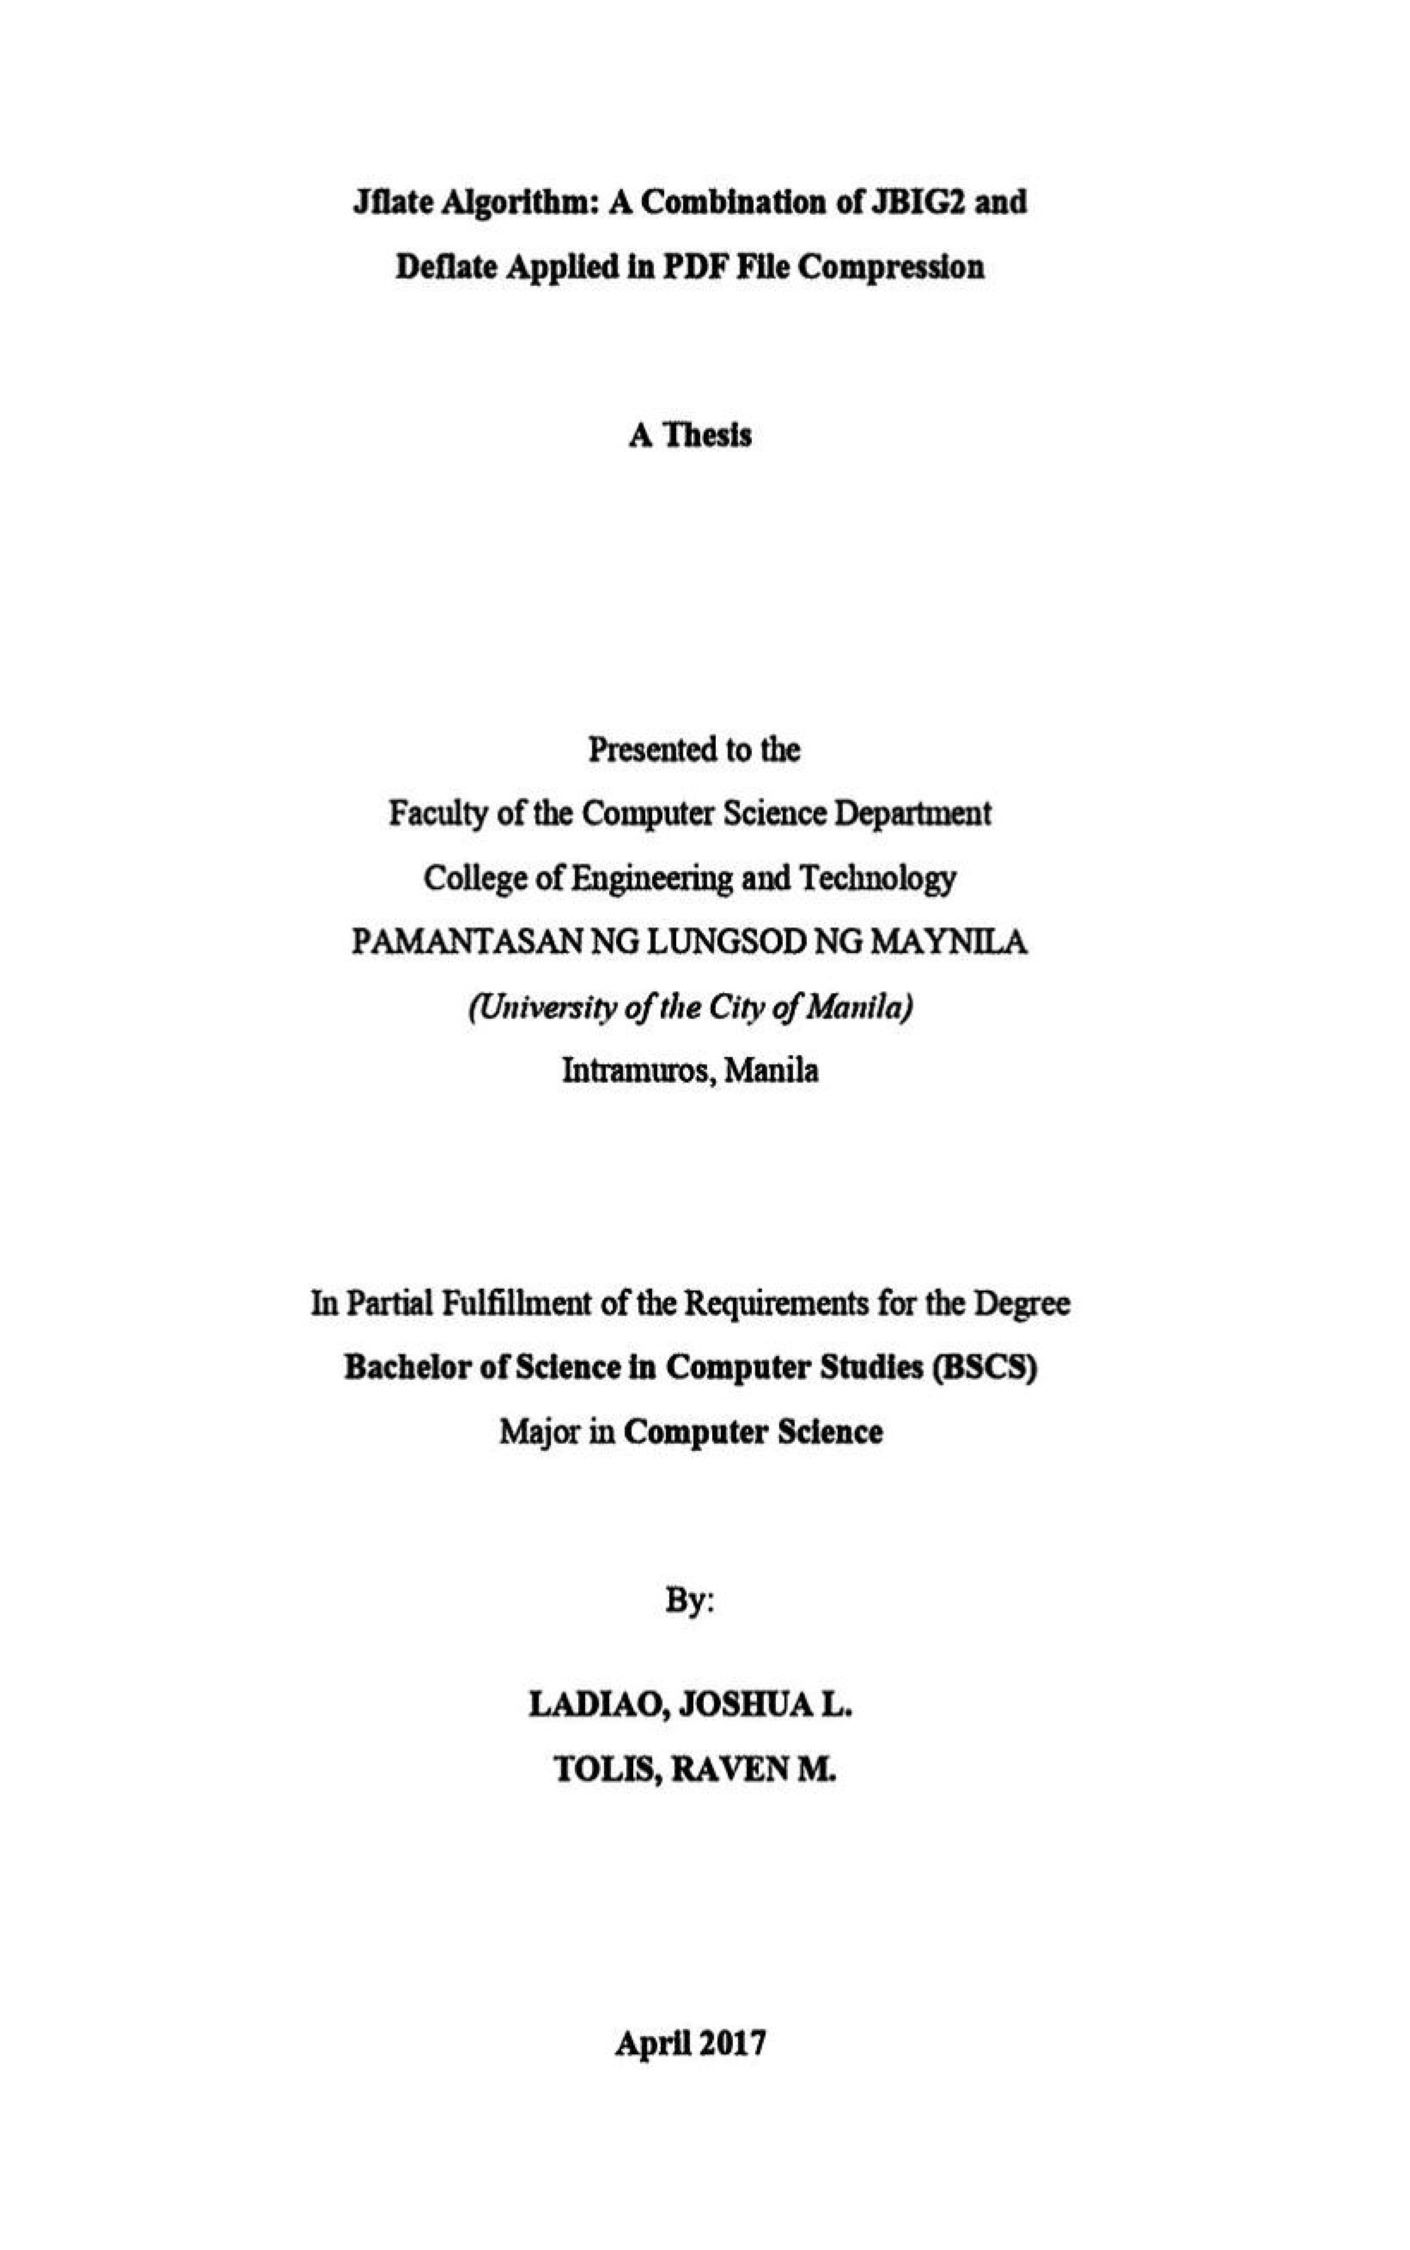 Jflate Algorithm: A Combination of JBIG2 and
Deflate Applied in PDF File Compression
A Thesis
Presented to the
Faculty of the Computer Science Department
College of Engineering and Technology
PAMANTASAN NG LUNGSOD NG MAYNILA
(University of the City of Manila)
Intramuros, Manila
In Partial Fulfillment of the Requirements for the Degree
Bachelor of Science in Computer Studies (BSCS)
Major in Computer Science
By:
LADIAO, JOSHUA L.
TOLIS, RAVEN M.
April 2017